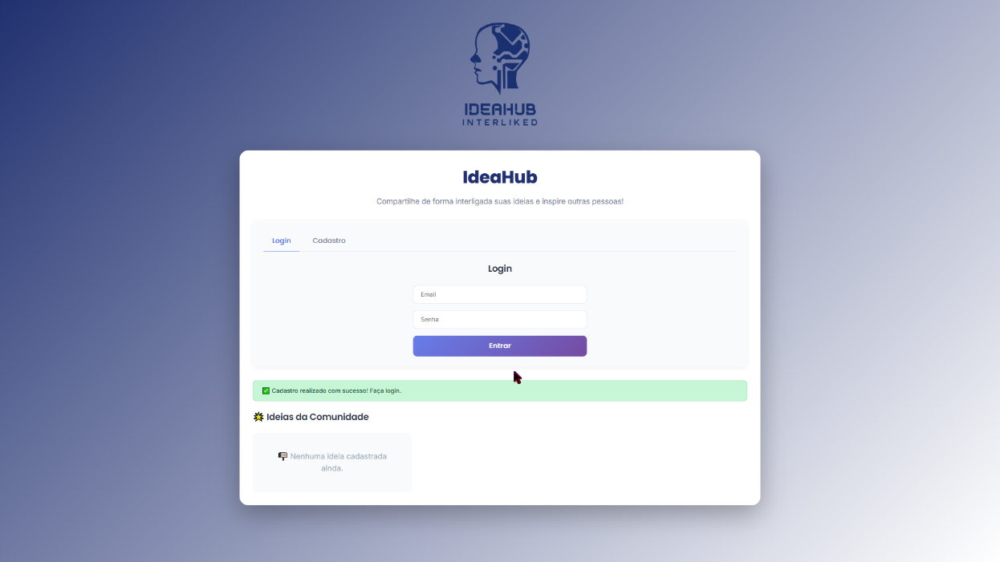 IDEAHUB
INTERLIKED
IdeaHub
Compartilhe de forma interligada suas ideias e inspire outras pessoas!
Login
Cadastro
Login
Email
Senha
Entrar
✅ Cadastro realizado com sucesso! Faça login.
Ideias da Comunidade
Nenhuma ideia cadastrada
ainda.